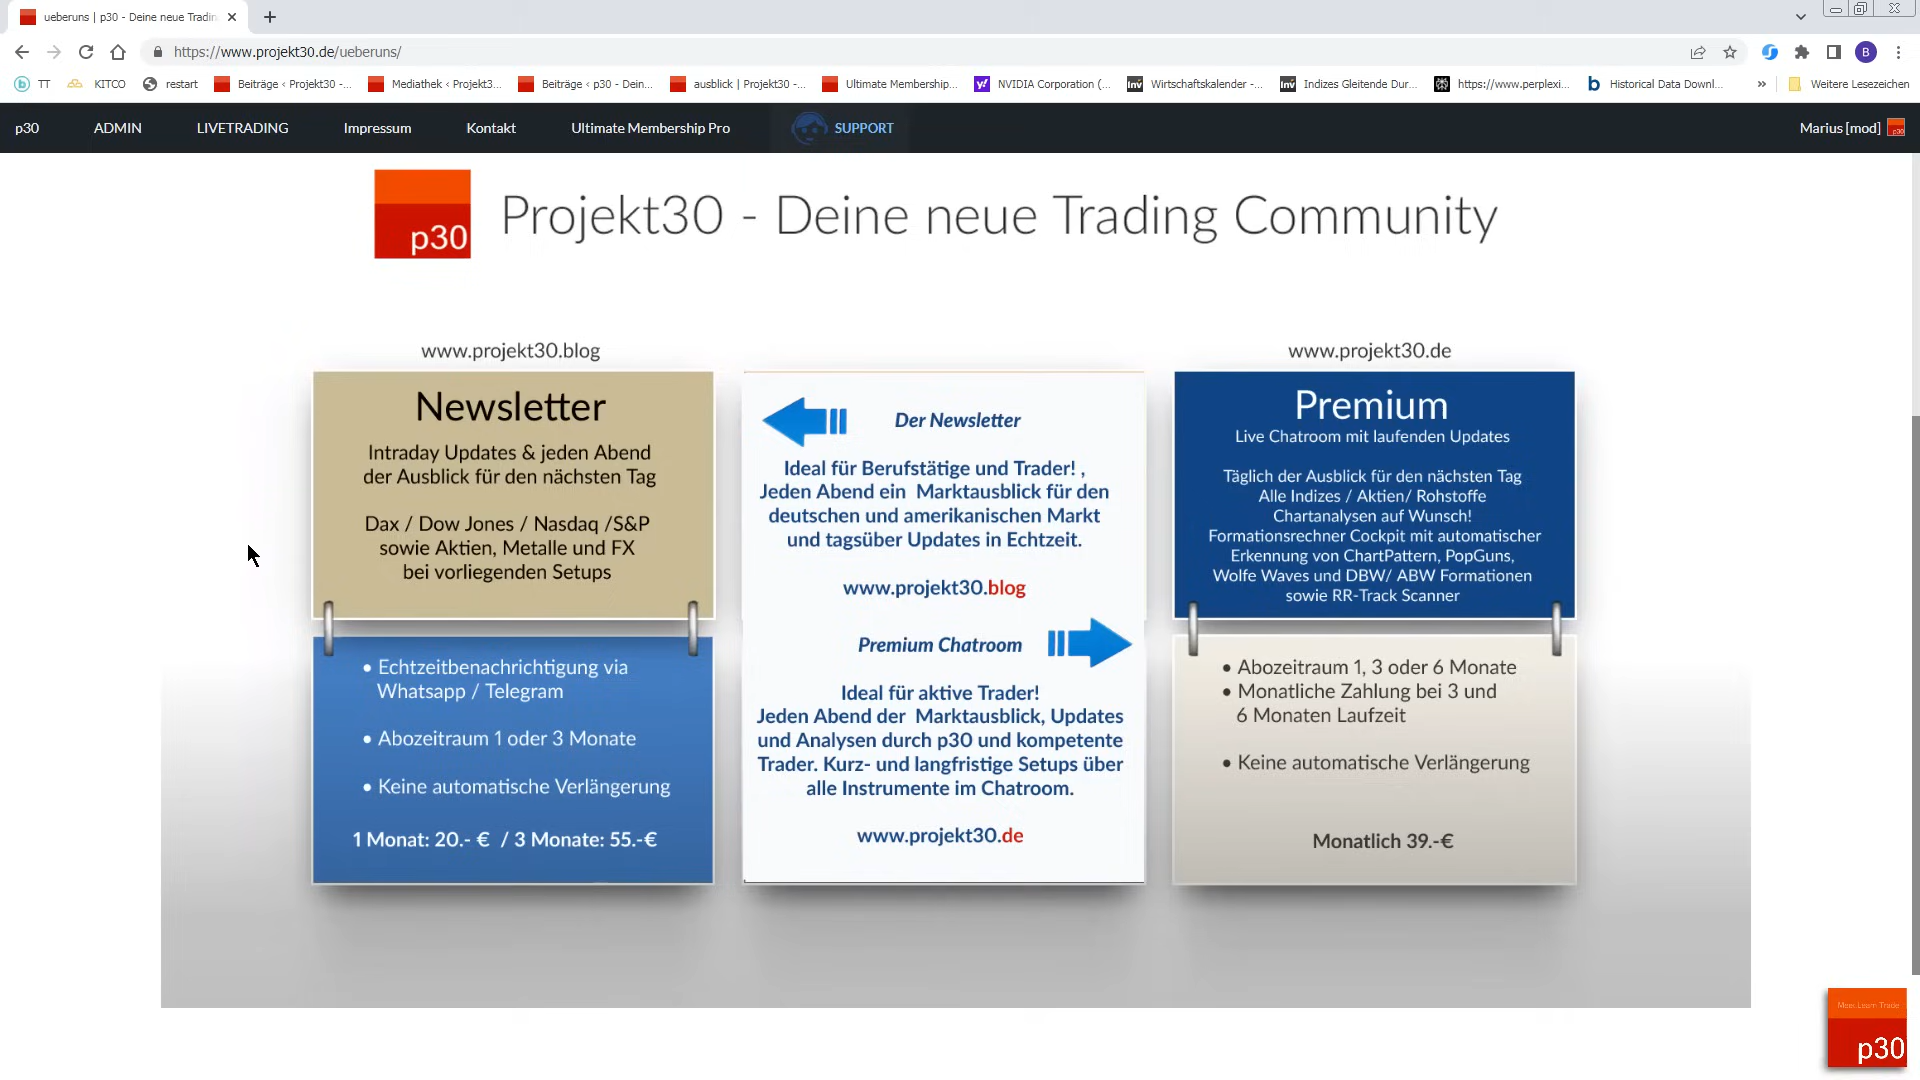 ueberuns | p30 - Deine neue Tradin
https://www.projekt30.de/ueberuns/
B
TT
KITCO
restart
Beiträge ‹ Projekt30 -...
Mediathek ‹ Projekt3...
Beiträge ‹ p30 - Dein...
ausblick | Projekt30 -...
Ultimate Membership...
NVIDIA Corporation (...
Wirtschaftskalender -...
Indizes Gleitende Dur...
https://www.perplexi...
Historical Data Downl...
»
Weitere Lesezeichen
p30
ADMIN
LIVETRADING
Impressum
Kontakt
Ultimate Membership Pro
SUPPORT
Marius [mod]
p30
Projekt30 - Deine neue Trading Community
www.projekt30.blog
Newsletter
Intraday Updates & jeden Abend
der Ausblick für den nächsten Tag
Dax / Dow Jones / Nasdaq /S&P
sowie Aktien, Metalle und FX
bei vorliegenden Setups
• Echtzeitbenachrichtigung via
Whatsapp / Telegram
• Abozeitraum 1 oder 3 Monate
• Keine automatische Verlängerung
1 Monat: 20.- € / 3 Monate: 55.-€
Der Newsletter
Ideal für Berufstätige und Trader! ,
Jeden Abend ein Marktausblick für den
deutschen und amerikanischen Markt
und tagsüber Updates in Echtzeit.
www.projekt30.blog
Premium Chatroom
Ideal für aktive Trader!
Jeden Abend der Marktausblick, Updates
und Analysen durch p30 und kompetente
Trader. Kurz- und langfristige Setups über
alle Instrumente im Chatroom.
www.projekt30.de
www.projekt30.de
Premium
Live Chatroom mit laufenden Updates
Täglich der Ausblick für den nächsten Tag
Alle Indizes / Aktien/ Rohstoffe
Chartanalysen auf Wunsch!
Formationsrechner Cockpit mit automatischer
Erkennung von ChartPattern, PopGuns,
Wolfe Waves und DBW/ ABW Formationen
sowie RR-Track Scanner
• Abozeitraum 1, 3 oder 6 Monate
• Monatliche Zahlung bei 3 und
6 Monaten Laufzeit
• Keine automatische Verlängerung
Monatlich 39.-€
p30